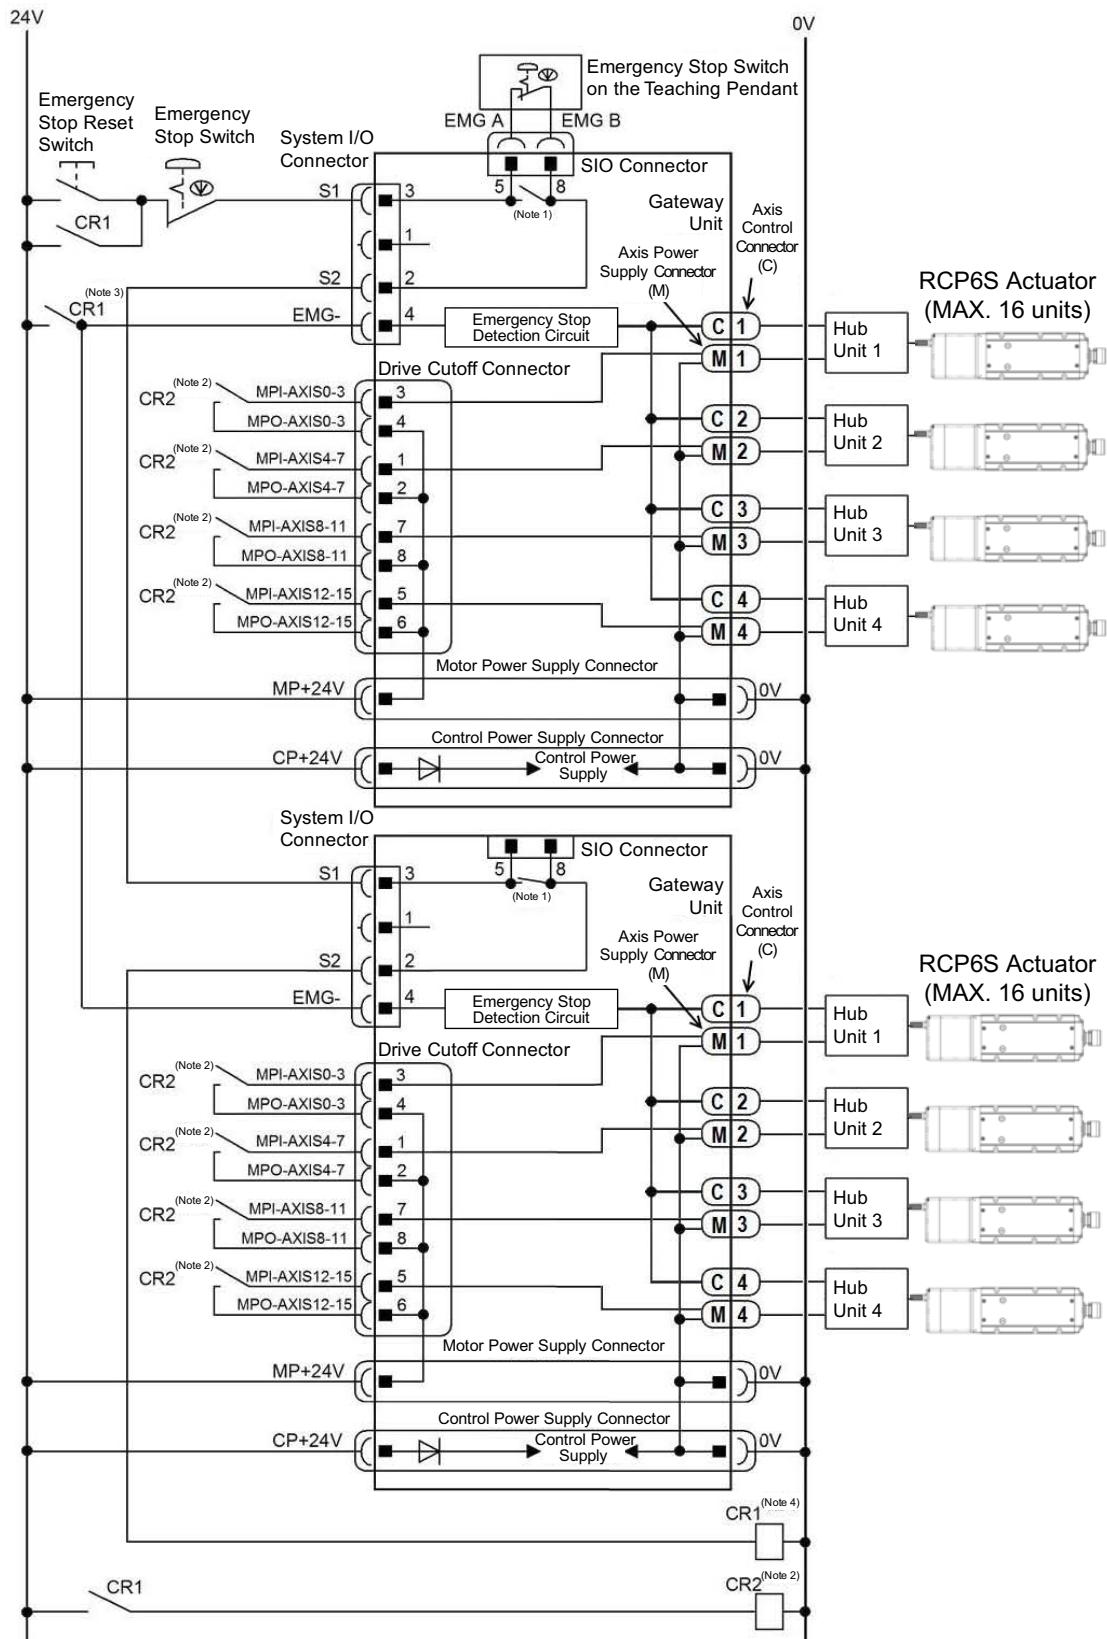 24V
0V
Emergency Stop Switch
on the Teaching Pendant
Emergency
Stop Reset
Switch
Emergency
Stop Switch
EMG A
EMG B
System I/O
Connector
SIO Connector
S1
3
5
8
(Note 1)
Gateway
Unit
Axis
Control
Connector
(C)
CR1
1
Axis Power
Supply Connector
(M)
S2
2
CR1(Note 3)
EMG-
4
Emergency Stop
Detection Circuit
RCP6S Actuator
(MAX. 16 units)
C 1
M 1
Hub
Unit 1
Drive Cutoff Connector
CR2(Note 2)
MPI-AXIS0-3
3
MPO-AXIS0-3
4
C 2
M 2
Hub
Unit 2
CR2(Note 2)
MPI-AXIS4-7
1
MPO-AXIS4-7
2
C 3
M 3
Hub
Unit 3
CR2(Note 2)
MPI-AXIS8-11
7
MPO-AXIS8-11
8
C 4
M 4
Hub
Unit 4
CR2(Note 2)
MPI-AXIS12-15
5
MPO-AXIS12-15
6
Motor Power Supply Connector
MP+24V
0V
Control Power Supply Connector
CP+24V
Control Power
Supply
0V
System I/O
Connector
SIO Connector
S1
3
5
8
(Note 1)
Gateway
Unit
Axis
Control
Connector
(C)
1
Axis Power
Supply Connector
(M)
S2
2
EMG-
4
Emergency Stop
Detection Circuit
RCP6S Actuator
(MAX. 16 units)
C 1
M 1
Hub
Unit 1
Drive Cutoff Connector
CR2(Note 2)
MPI-AXIS0-3
3
MPO-AXIS0-3
4
C 2
M 2
Hub
Unit 2
CR2(Note 2)
MPI-AXIS4-7
1
MPO-AXIS4-7
2
C 3
M 3
Hub
Unit 3
CR2(Note 2)
MPI-AXIS8-11
7
MPO-AXIS8-11
8
C 4
M 4
Hub
Unit 4
CR2(Note 2)
MPI-AXIS12-15
5
MPO-AXIS12-15
6
Motor Power Supply Connector
MP+24V
0V
Control Power Supply Connector
CP+24V
Control Power
Supply
0V
CR1(Note 4)
CR1
CR2(Note 2)